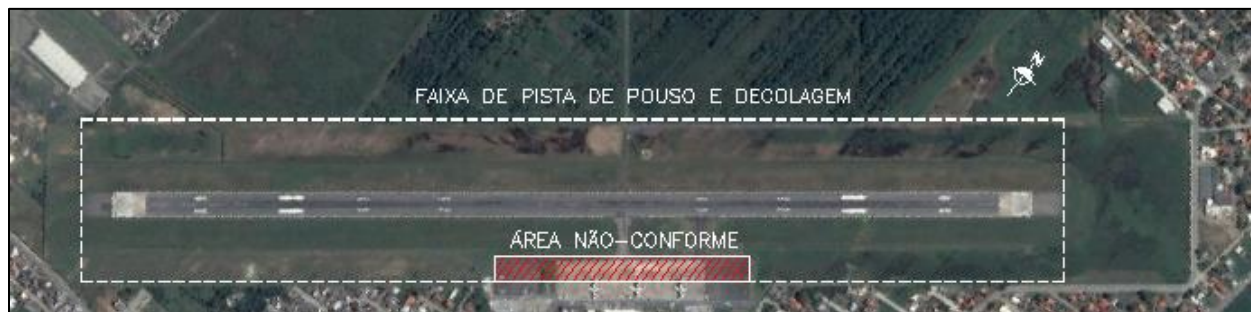 N
FAIXA DE PISTA DE POUSO E DECOLAGEM
ÁREA NÃO-CONFORME